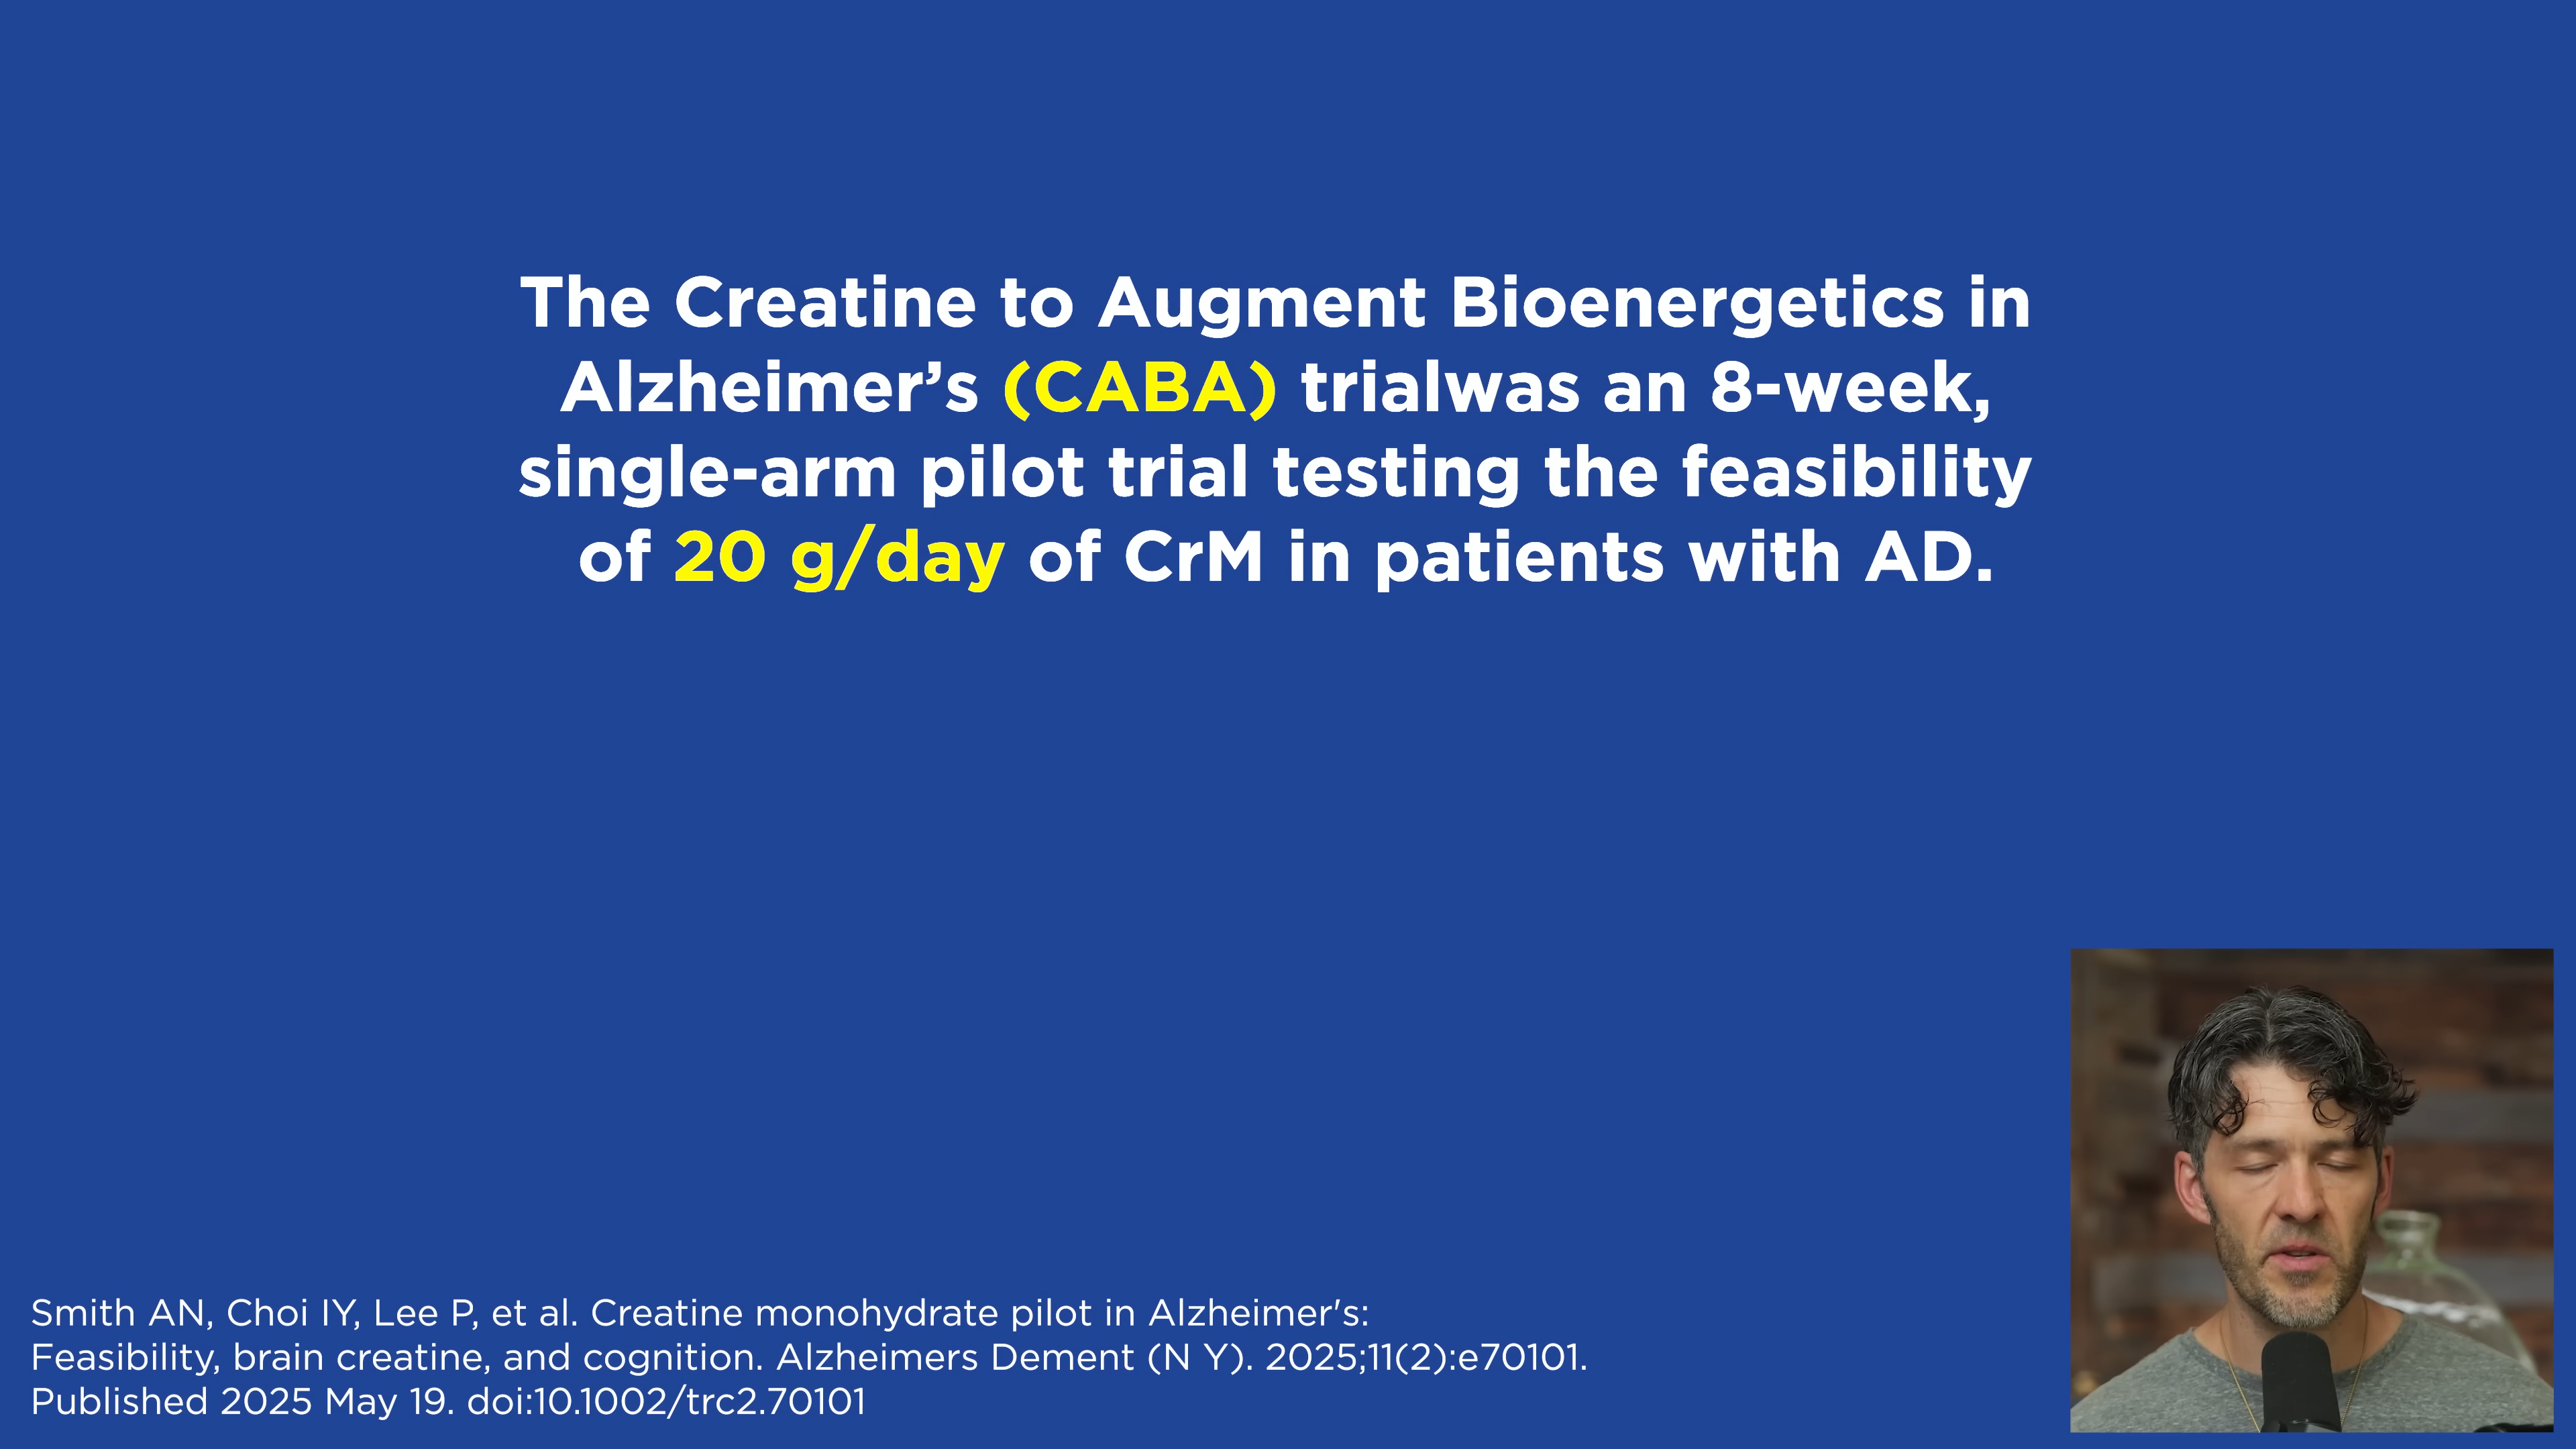 The Creatine to Augment Bioenergetics in
Alzheimer’s (CABA) trialwas an 8-week,
single-arm pilot trial testing the feasibility
of 20 g/day of CrM in patients with AD.
Smith AN, Choi IY, Lee P, et al. Creatine monohydrate pilot in Alzheimer's:
Feasibility, brain creatine, and cognition. Alzheimers Dement (N Y). 2025;11(2):e70101.
Published 2025 May 19. doi:10.1002/trc2.70101